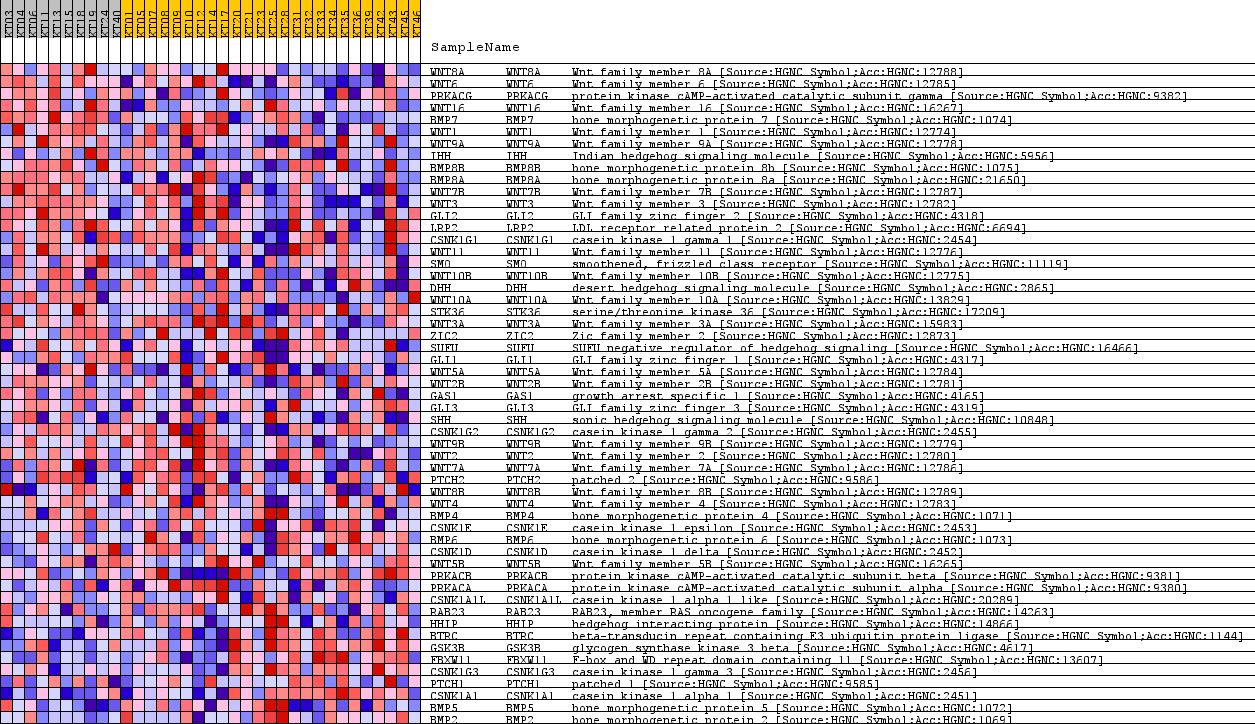 KT03 KT04 KT06 KT11 KT13 KT15 KT18 KT19 KT24 KT40 KT01 KT05 KT07 KT08 KT09 KT10 KT12 KT14 KT17 KT20 KT21 KT23 KT25 KT28 KT31 KT32 KT33 KT34 KT35 KT36 KT39 KT42 KT43 KT45 KT46
SampleName
WNT8A WNT8A Wnt family member 8A [Source:HGNC Symbol;Acc:HGNC:12788]
WNT6 WNT6 Wnt family member 6 [Source:HGNC Symbol;Acc:HGNC:12785]
PRKACG PRKACG protein kinase cAMP-activated catalytic subunit gamma [Source:HGNC Symbol;Acc:HGNC:9382]
WNT16 WNT16 Wnt family member 16 [Source:HGNC Symbol;Acc:HGNC:16267]
BMP7 BMP7 bone morphogenetic protein 7 [Source:HGNC Symbol;Acc:HGNC:1074]
WNT1 WNT1 Wnt family member 1 [Source:HGNC Symbol;Acc:HGNC:12774]
WNT9A WNT9A Wnt family member 9A [Source:HGNC Symbol;Acc:HGNC:12778]
IHH IHH Indian hedgehog signaling molecule [Source:HGNC Symbol;Acc:HGNC:5956]
BMP8B BMP8B bone morphogenetic protein 8b [Source:HGNC Symbol;Acc:HGNC:1075]
BMP8A BMP8A bone morphogenetic protein 8a [Source:HGNC Symbol;Acc:HGNC:21650]
WNT7B WNT7B Wnt family member 7B [Source:HGNC Symbol;Acc:HGNC:12787]
WNT3 WNT3 Wnt family member 3 [Source:HGNC Symbol;Acc:HGNC:12782]
GLI2 GLI2 GLI family zinc finger 2 [Source:HGNC Symbol;Acc:HGNC:4318]
LRP2 LRP2 LDL receptor related protein 2 [Source:HGNC Symbol;Acc:HGNC:6694]
CSNK1G1 CSNK1G1 casein kinase 1 gamma 1 [Source:HGNC Symbol;Acc:HGNC:2454]
WNT11 WNT11 Wnt family member 11 [Source:HGNC Symbol;Acc:HGNC:12776]
SMO SMO smoothened, frizzled class receptor [Source:HGNC Symbol;Acc:HGNC:11119]
WNT10B WNT10B Wnt family member 10B [Source:HGNC Symbol;Acc:HGNC:12775]
DHH DHH desert hedgehog signaling molecule [Source:HGNC Symbol;Acc:HGNC:2865]
WNT10A WNT10A Wnt family member 10A [Source:HGNC Symbol;Acc:HGNC:13829]
STK36 STK36 serine/threonine kinase 36 [Source:HGNC Symbol;Acc:HGNC:17209]
WNT3A WNT3A Wnt family member 3A [Source:HGNC Symbol;Acc:HGNC:15983]
ZIC2 ZIC2 Zic family member 2 [Source:HGNC Symbol;Acc:HGNC:12873]
SUFU SUFU SUFU negative regulator of hedgehog signaling [Source:HGNC Symbol;Acc:HGNC:16466]
GLI1 GLI1 GLI family zinc finger 1 [Source:HGNC Symbol;Acc:HGNC:4317]
WNT5A WNT5A Wnt family member 5A [Source:HGNC Symbol;Acc:HGNC:12784]
WNT2B WNT2B Wnt family member 2B [Source:HGNC Symbol;Acc:HGNC:12781]
GAS1 GAS1 growth arrest specific 1 [Source:HGNC Symbol;Acc:HGNC:4165]
GLI3 GLI3 GLI family zinc finger 3 [Source:HGNC Symbol;Acc:HGNC:4319]
SHH SHH sonic hedgehog signaling molecule [Source:HGNC Symbol;Acc:HGNC:10848]
CSNK1G2 CSNK1G2 casein kinase 1 gamma 2 [Source:HGNC Symbol;Acc:HGNC:2455]
WNT9B WNT9B Wnt family member 9B [Source:HGNC Symbol;Acc:HGNC:12779]
WNT2 WNT2 Wnt family member 2 [Source:HGNC Symbol;Acc:HGNC:12780]
WNT7A WNT7A Wnt family member 7A [Source:HGNC Symbol;Acc:HGNC:12786]
PTCH2 PTCH2 patched 2 [Source:HGNC Symbol;Acc:HGNC:9586]
WNT8B WNT8B Wnt family member 8B [Source:HGNC Symbol;Acc:HGNC:12789]
WNT4 WNT4 Wnt family member 4 [Source:HGNC Symbol;Acc:HGNC:12783]
BMP4 BMP4 bone morphogenetic protein 4 [Source:HGNC Symbol;Acc:HGNC:1071]
CSNK1E CSNK1E casein kinase 1 epsilon [Source:HGNC Symbol;Acc:HGNC:2453]
BMP6 BMP6 bone morphogenetic protein 6 [Source:HGNC Symbol;Acc:HGNC:1073]
CSNK1D CSNK1D casein kinase 1 delta [Source:HGNC Symbol;Acc:HGNC:2452]
WNT5B WNT5B Wnt family member 5B [Source:HGNC Symbol;Acc:HGNC:16265]
PRKACB PRKACB protein kinase cAMP-activated catalytic subunit beta [Source:HGNC Symbol;Acc:HGNC:9381]
PRKACA PRKACA protein kinase cAMP-activated catalytic subunit alpha [Source:HGNC Symbol;Acc:HGNC:9380]
CSNK1A1L CSNK1A1L casein kinase 1 alpha 1 like [Source:HGNC Symbol;Acc:HGNC:20289]
RAB23 RAB23 RAB23, member RAS oncogene family [Source:HGNC Symbol;Acc:HGNC:14263]
HHIP HHIP hedgehog interacting protein [Source:HGNC Symbol;Acc:HGNC:14866]
BTRC BTRC beta-transducin repeat containing E3 ubiquitin protein ligase [Source:HGNC Symbol;Acc:HGNC:1144]
GSK3B GSK3B glycogen synthase kinase 3 beta [Source:HGNC Symbol;Acc:HGNC:4617]
FBXW11 FBXW11 F-box and WD repeat domain containing 11 [Source:HGNC Symbol;Acc:HGNC:13607]
CSNK1G3 CSNK1G3 casein kinase 1 gamma 3 [Source:HGNC Symbol;Acc:HGNC:2456]
PTCH1 PTCH1 patched 1 [Source:HGNC Symbol;Acc:HGNC:9585]
CSNK1A1 CSNK1A1 casein kinase 1 alpha 1 [Source:HGNC Symbol;Acc:HGNC:2451]
BMP5 BMP5 bone morphogenetic protein 5 [Source:HGNC Symbol;Acc:HGNC:1072]
BMP2 BMP2 bone morphogenetic protein 2 [Source:HGNC Symbol;Acc:HGNC:1069]